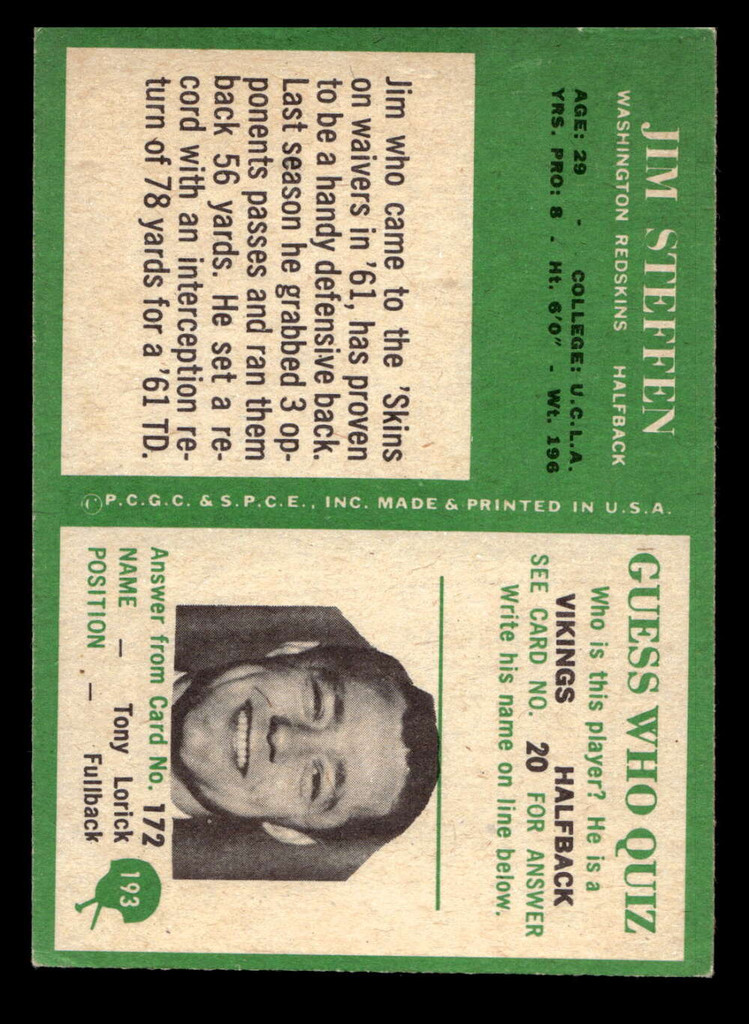 JIM STEFFEN
WASHINGTON REDSKINS HALFBACK
AGE: 29 - COLLEGE: U.C.L.A.
YRS. PRO: 8 - Ht. 6'0" - Wt. 196
Jim who came to the 'Skins
on waivers in '61, has proven
to be a handy defensive back.
Last season he grabbed 3 op-
ponents passes and ran them
back 56 yards. He set a re-
cord with an interception re-
turn of 78 yards for a '61 TD.
©P.C.G.C. & S.P.C.E., INC. MADE & PRINTED IN U.S.A.
GUESS WHO QUIZ
Who is this player? He is a
VIKINGS HALFBACK
SEE CARD NO. 20 FOR ANSWER
Write his name on line below.
Answer from Card No. 172
NAME — Tony Lorick
POSITION — Fullback
193